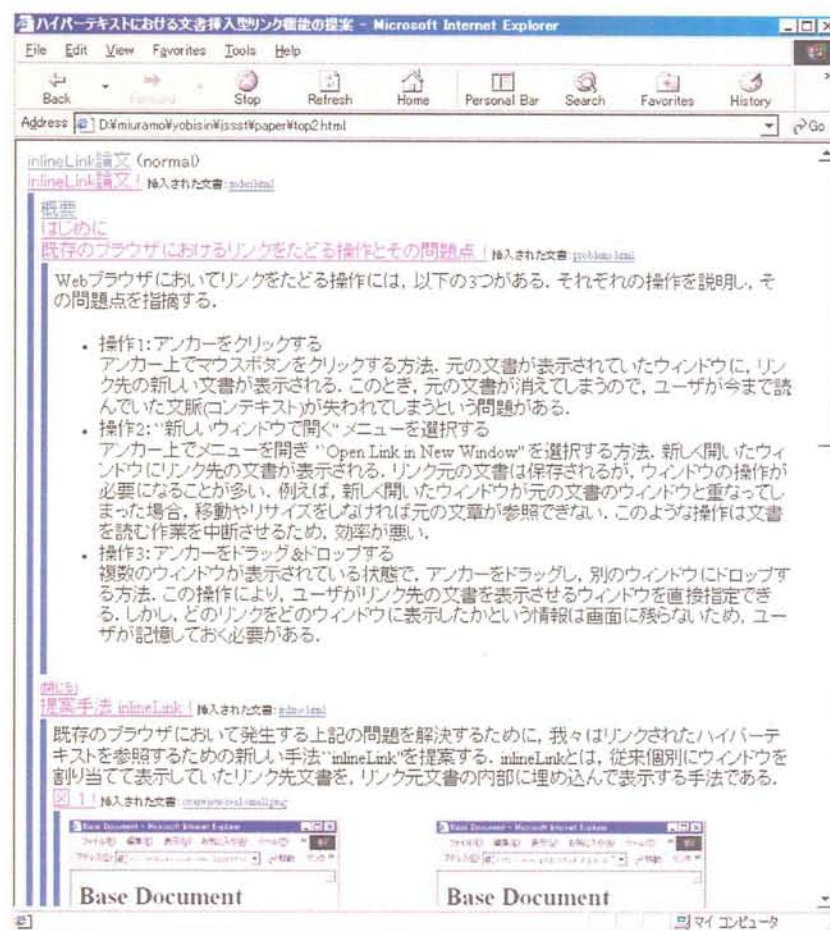 ハイパーテキストにおける文書挿入型リンク機能の提案 - Microsoft Internet Explorer
File Edit View Favorites Tools Help
Back Forward Stop Refresh Home Personal Bar Search Favorites History
Address D:¥miuramo¥yobisin¥jssst¥paper¥top2.html Go
inlineLink論文 (normal)
inlineLink論文! 挿入された文書: index.html
概要
はじめに
既存のブラウザにおけるリンクをたどる操作とその問題点! 挿入された文書: problems.html
Webブラウザにおいてリンクをたどる操作には, 以下の3つがある. それぞれの操作を説明し, そ
の問題点を指摘する.
• 操作1:アンカーをクリックする
アンカー上でマウスボタンをクリックする方法. 元の文書が表示されていたウィンドウに, リン
ク先の新しい文書が表示される. このとき, 元の文書が消えてしまうので, ユーザが今まで読
んでいた文脈(コンテキスト)が失われてしまうという問題がある.
• 操作2:``新しいウィンドウで開く" メニューを選択する
アンカー上でメニューを開き ``Open Link in New Window" を選択する方法. 新しく開いたウィ
ンドウにリンク先の文書が表示される. リンク元の文書は保存されるが, ウィンドウの操作が
必要になることが多い. 例えば, 新しく開いたウィンドウが元の文書のウィンドウと重なってし
まった場合, 移動やリサイズをしなければ元の文章が参照できない. このような操作は文書
を読む作業を中断させるため, 効率が悪い.
• 操作3:アンカーをドラッグ&ドロップする
複数のウィンドウが表示されている状態で, アンカーをドラッグし, 別のウィンドウにドロップす
る方法. この操作により, ユーザがリンク先の文書を表示させるウィンドウを直接指定でき
る. しかし, どのリンクをどのウィンドウに表示したかという情報は画面に残らないため, ユー
ザが記憶しておく必要がある.
(閉じる)
提案手法 inlineLink! 挿入された文書: inline.html
既存のブラウザにおいて発生する上記の問題を解決するために, 我々はリンクされたハイパーテ
キストを参照するための新しい手法``inlineLink"を提案する. inlineLinkとは, 従来個別にウィンドウを
割り当てて表示していたリンク先文書を, リンク元文書の内部に埋め込んで表示する手法である.
図 1! 挿入された文書:
Base Document - Microsoft Internet Explorer Base Document - Microsoft Internet Explorer
Base Document Base Document
マイ コンピュータ